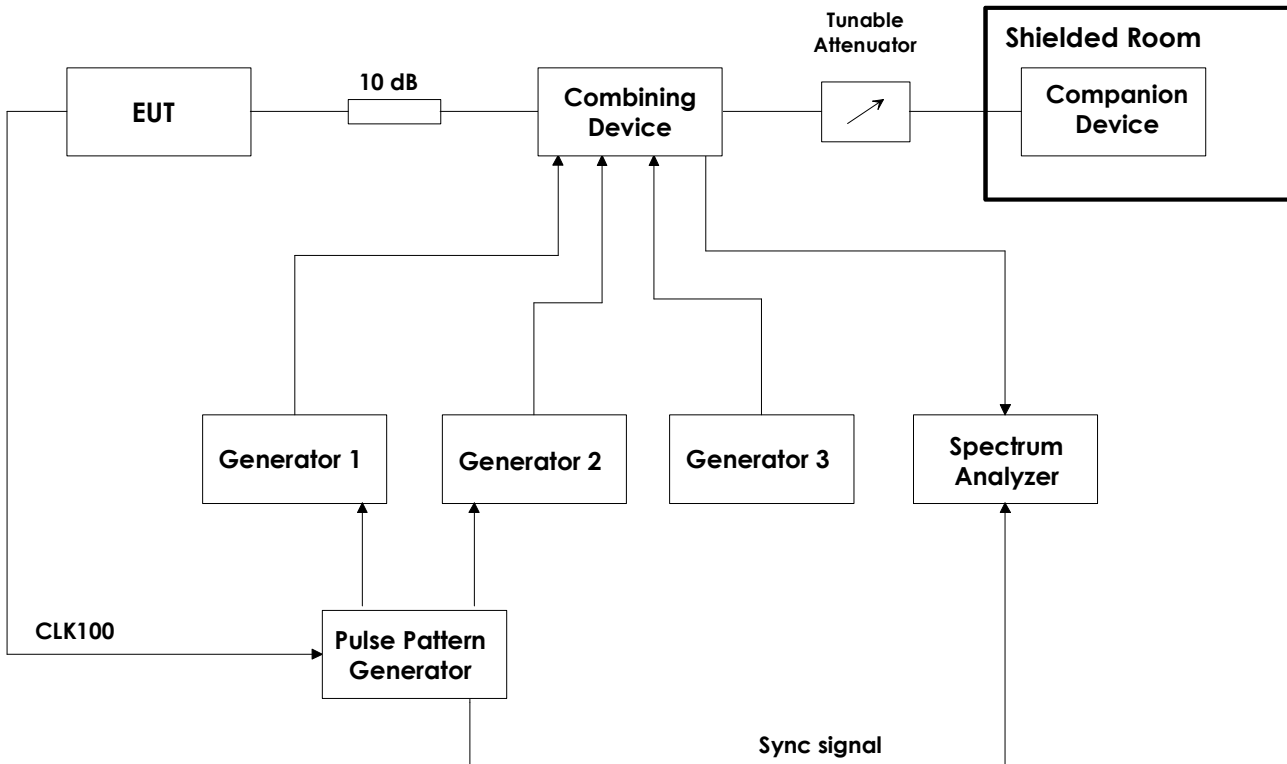 Tunable
Attenuator
Shielded Room
10 dB
EUT
Combining
Device
Companion
Device
Generator 1
Generator 2
Generator 3
Spectrum
Analyzer
CLK100
Pulse Pattern
Generator
Sync signal